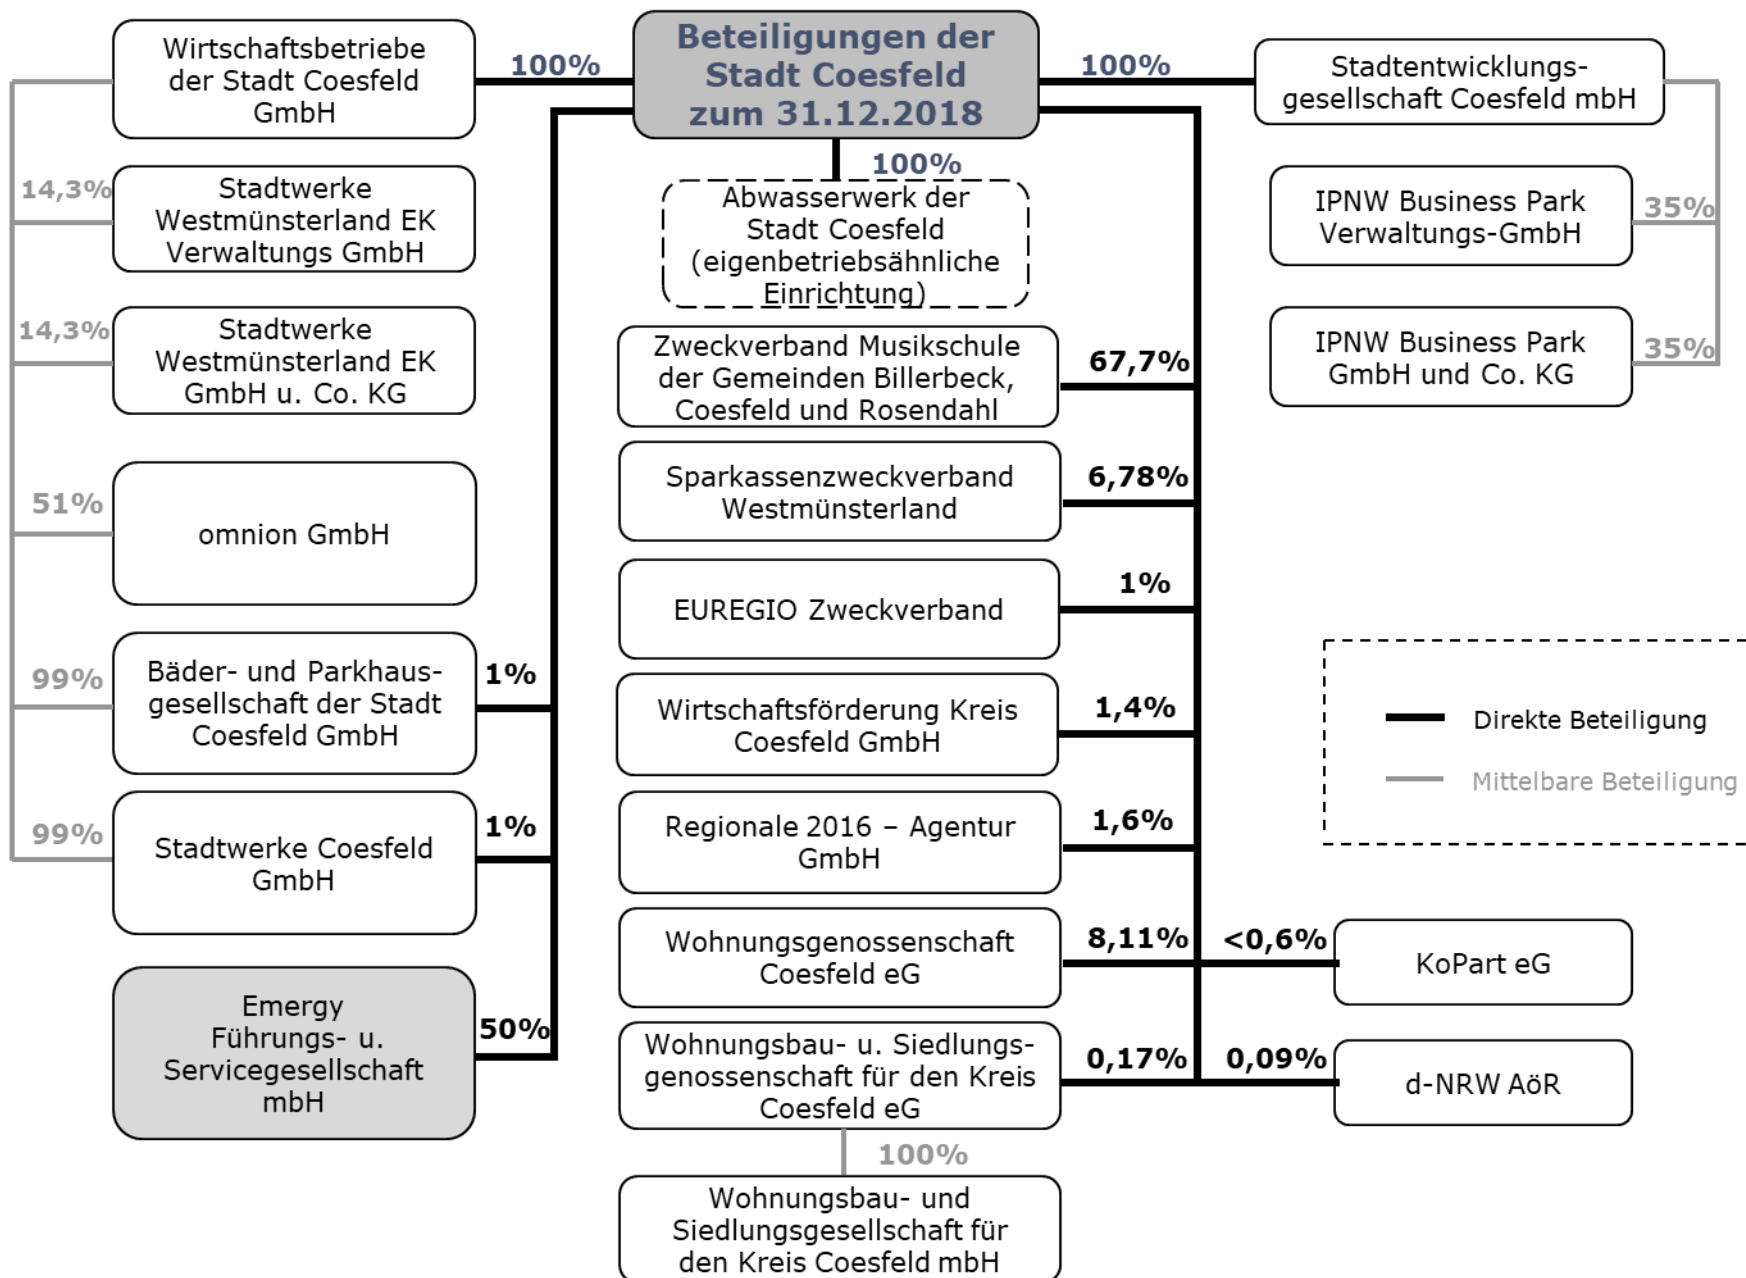 Beteiligungen der
Stadt Coesfeld
zum 31.12.2018
Wirtschaftsbetriebe
der Stadt Coesfeld
GmbH
100%
14,3%
Stadtwerke
Westmünsterland EK
Verwaltungs GmbH
14,3%
Stadtwerke
Westmünsterland EK
GmbH u. Co. KG
51%
omnion GmbH
99%
Bäder- und Parkhaus-
gesellschaft der Stadt
Coesfeld GmbH
1%
99%
Stadtwerke Coesfeld
GmbH
1%
Emergy
Führungs- u.
Servicegesellschaft
mbH
50%
100%
Abwasserwerk der
Stadt Coesfeld
(eigenbetriebsähnliche
Einrichtung)
Zweckverband Musikschule
der Gemeinden Billerbeck,
Coesfeld und Rosendahl
67,7%
Sparkassenzweckverband
Westmünsterland
6,78%
EUREGIO Zweckverband
1%
Wirtschaftsförderung Kreis
Coesfeld GmbH
1,4%
Regionale 2016 – Agentur
GmbH
1,6%
Wohnungsgenossenschaft
Coesfeld eG
8,11%
Wohnungsbau- u. Siedlungs-
genossenschaft für den Kreis
Coesfeld eG
0,17%
100%
Wohnungsbau- und
Siedlungsgesellschaft für
den Kreis Coesfeld mbH
100%
Stadtentwicklungs-
gesellschaft Coesfeld mbH
IPNW Business Park
Verwaltungs-GmbH
35%
IPNW Business Park
GmbH und Co. KG
35%
Direkte Beteiligung
Mittelbare Beteiligung
<0,6%
KoPart eG
0,09%
d-NRW AöR